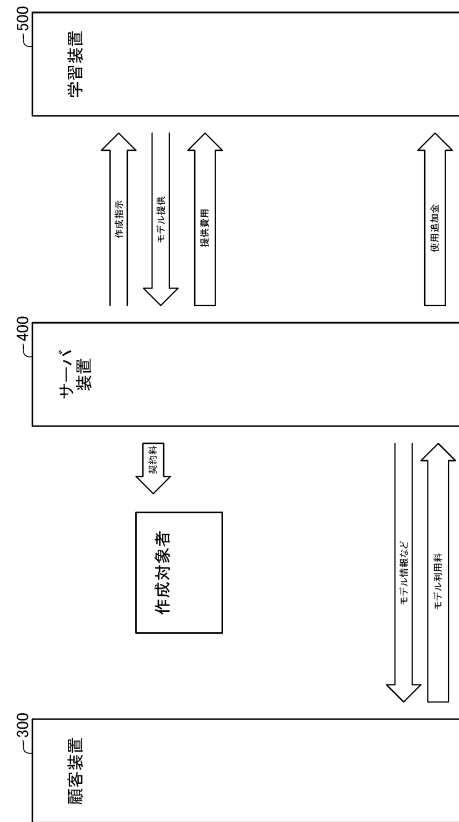 500
学習装置
作成指示
モデル提供
提供費用
使用追加金
400
サーバ
装置
契約料
作成対象者
モデル情報など
モデル利用料
300
顧客装置